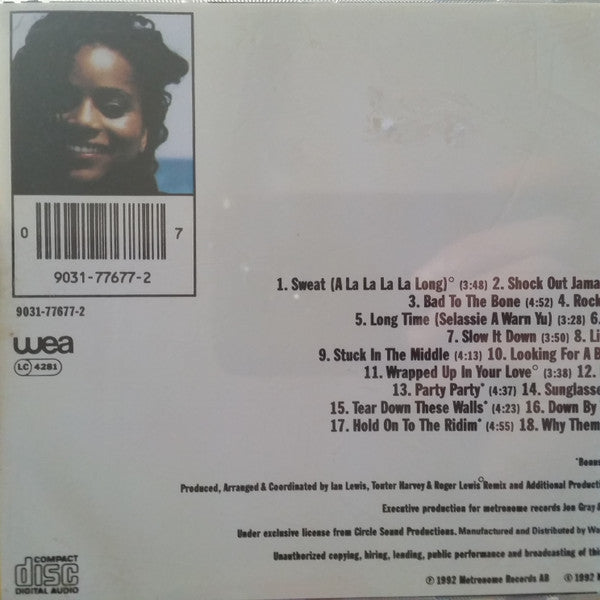 0 7
9031-77677-2
9031-77677-2
wea
LC 4281
1. Sweat (A La La La La Long)° (3:48) 2. Shock Out Jama
3. Bad To The Bone (4:52) 4. Rock
5. Long Time (Selassie A Warn Yu) (3:28) 6.
7. Slow It Down (3:50) 8. Li
9. Stuck In The Middle (4:13) 10. Looking For A B
11. Wrapped Up In Your Love° (3:38) 12.
13. Party Party* (4:37) 14. Sunglasse
15. Tear Down These Walls* (4:23) 16. Down By
17. Hold On To The Ridim* (4:55) 18. Why Them
*Bonus
Produced, Arranged & Coordinated by Ian Lewis, Touter Harvey & Roger Lewis °Remix and Additional Producti
Executive production for metronome records Jon Gray &
Under exclusive license from Circle Sound Productions. Manufactured and Distributed by Wa
Unauthorized copying, hiring, lending, public performance and broadcasting of this
℗ 1992 Metronome Records AB © 1992 M
COMPACT
disc
DIGITAL AUDIO